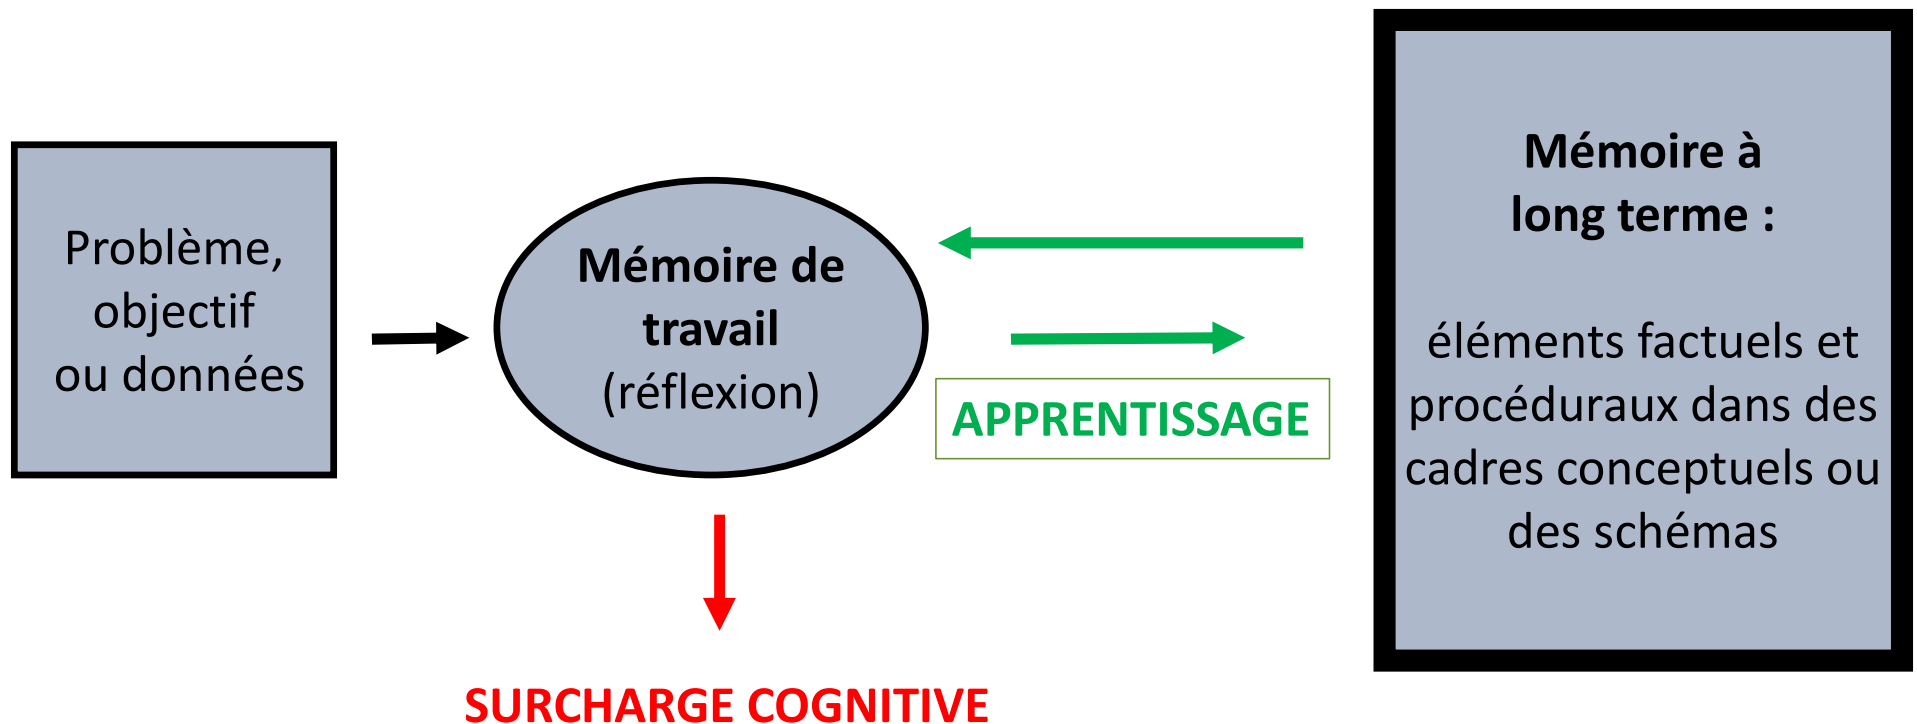 Problème,
objectif
ou données
Mémoire de
travail
(réflexion)
APPRENTISSAGE
Mémoire à
long terme :
éléments factuels et
procéduraux dans des
cadres conceptuels ou
des schémas
SURCHARGE COGNITIVE